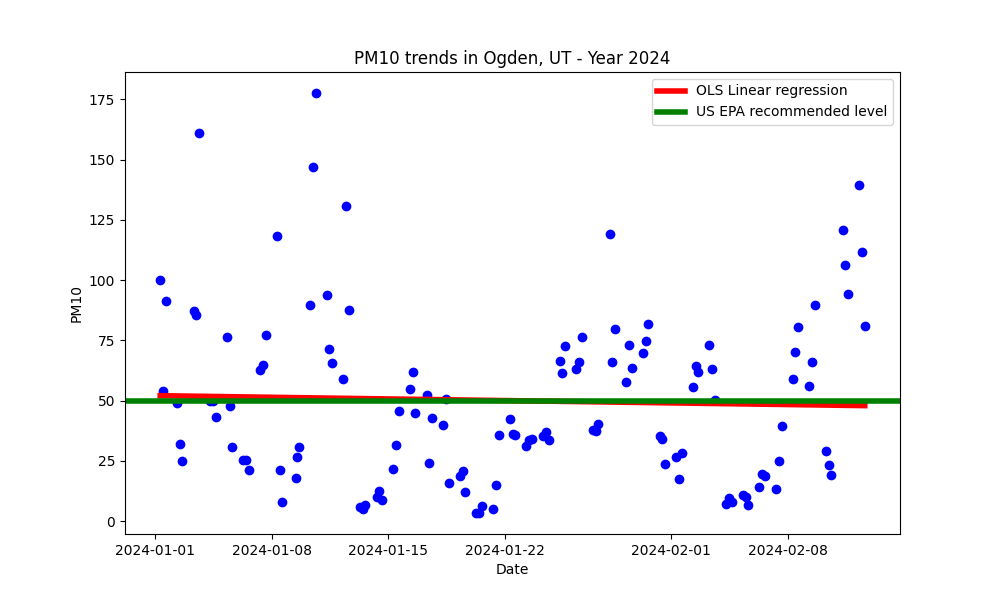 PM10 trends in Ogden, UT - Year 2024
OLS Linear regression
US EPA recommended level
175
150
125
100
75
50
25
0
PM10
2024-01-01
2024-01-08
2024-01-15
2024-01-22
2024-02-01
2024-02-08
Date